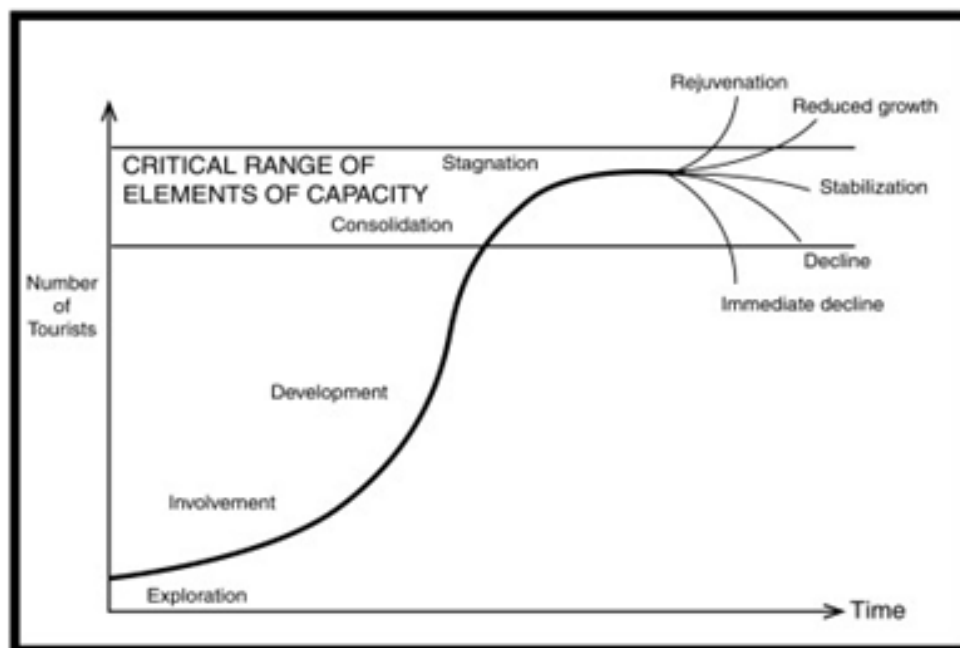 Rejuvenation
Reduced growth
CRITICAL RANGE OF
ELEMENTS OF CAPACITY
Stagnation
Stabilization
Consolidation
Decline
Number
of
Tourists
Immediate decline
Development
Involvement
Exploration
Time